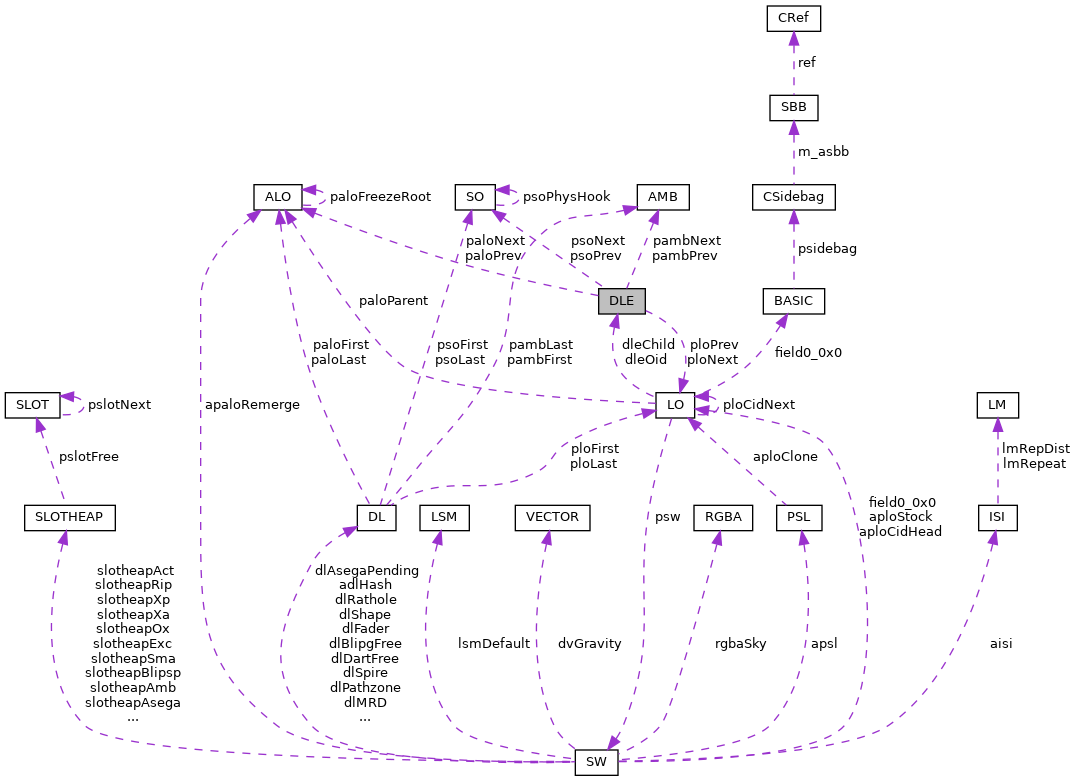 CRef
ref
SBB
m_asbb
ALO
paloFreezeRoot
SO
psoPhysHook
AMB
CSidebag
paloNext
paloPrev
psoNext
psoPrev
pambNext
pambPrev
psidebag
DLE
BASIC
paloParent
paloFirst
paloLast
psoFirst
psoLast
pambLast
pambFirst
dleChild
dleOid
ploPrev
ploNext
field0_0x0
SLOT
pslotNext
apaloRemerge
LO
ploCidNext
LM
pslotFree
ploFirst
ploLast
aploClone
lmRepDist
lmRepeat
SLOTHEAP
DL
LSM
VECTOR
psw
RGBA
PSL
field0_0x0
aploStock
aploCidHead
ISI
slotheapAct
slotheapRip
slotheapXp
slotheapXa
slotheapOx
slotheapExc
slotheapSma
slotheapBlipsp
slotheapAmb
slotheapAsega
...
dlAsegaPending
adlHash
dlRathole
dlShape
dlFader
dlBlipgFree
dlDartFree
dlSpire
dlPathzone
dlMRD
...
lsmDefault
dvGravity
rgbaSky
apsl
aisi
SW